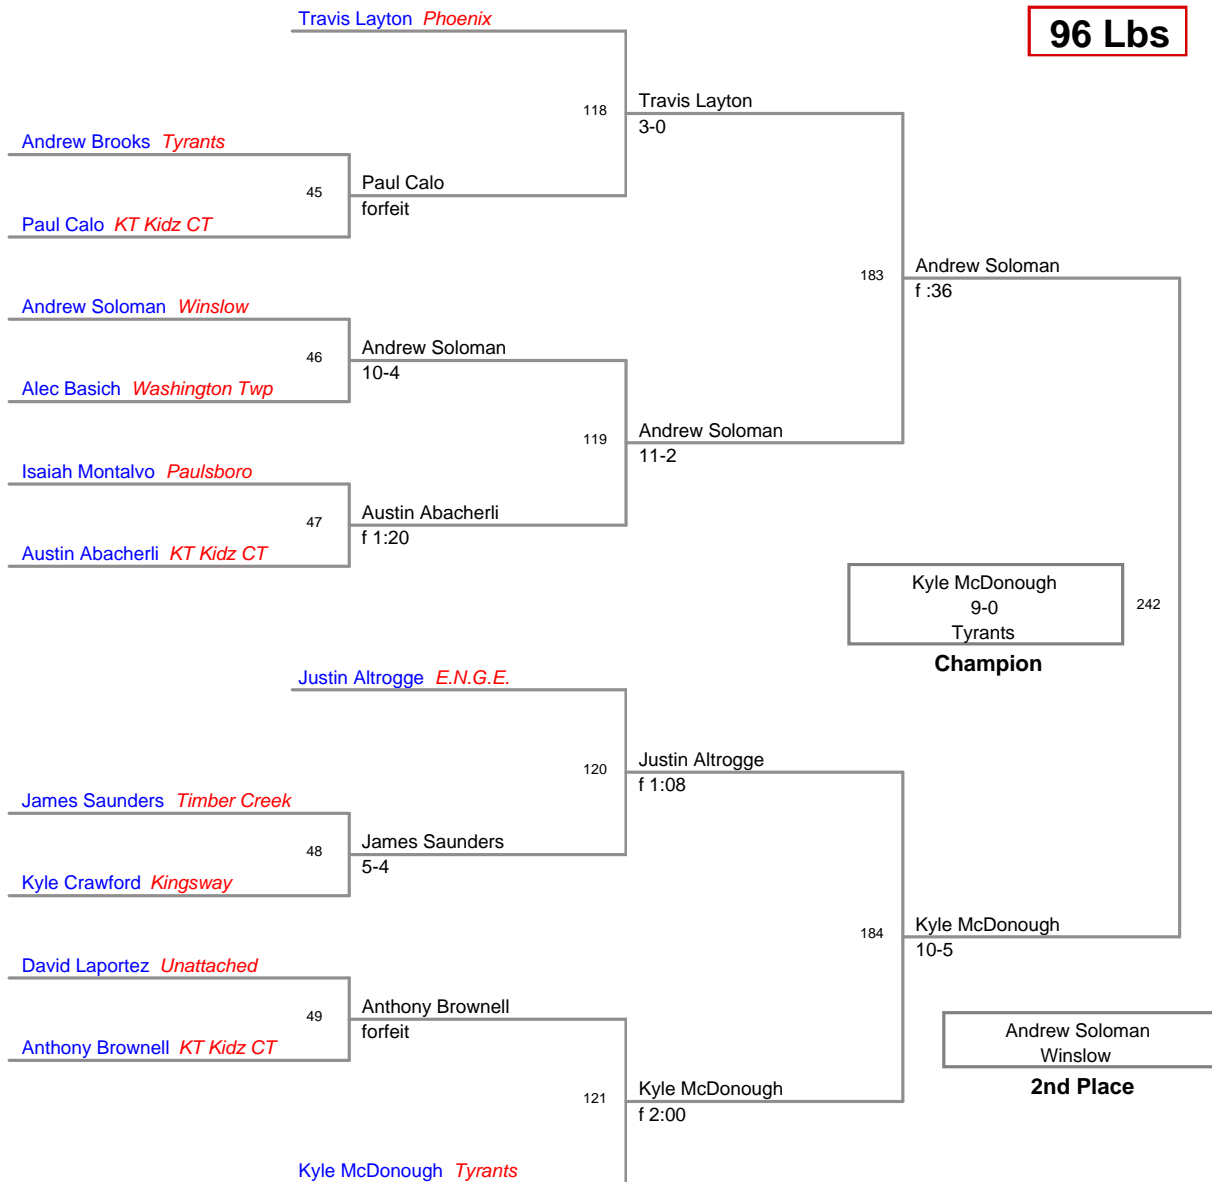 Travis Layton Phoenix
96 Lbs
118
Travis Layton
3-0
Andrew Brooks Tyrants
45
Paul Calo
forfeit
Paul Calo KT Kidz CT
183
Andrew Soloman
f :36
Andrew Soloman Winslow
46
Andrew Soloman
10-4
Alec Basich Washington Twp
119
Andrew Soloman
11-2
Isaiah Montalvo Paulsboro
47
Austin Abacherli
f 1:20
Austin Abacherli KT Kidz CT
Kyle McDonough
9-0
Tyrants
242
Champion
Justin Altrogge E.N.G.E.
120
Justin Altrogge
f 1:08
James Saunders Timber Creek
48
James Saunders
5-4
Kyle Crawford Kingsway
184
Kyle McDonough
10-5
David Laportez Unattached
49
Anthony Brownell
forfeit
Anthony Brownell KT Kidz CT
Andrew Soloman
Winslow
2nd Place
121
Kyle McDonough
f 2:00
Kyle McDonough Tyrants